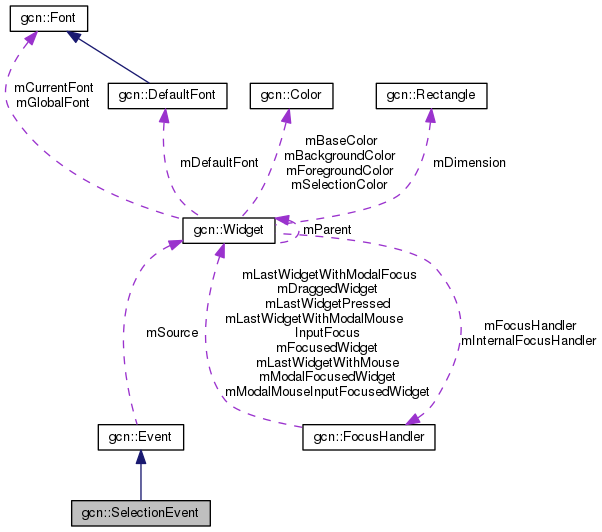 gcn::Font
mCurrentFont
mGlobalFont
gcn::DefaultFont
gcn::Color
gcn::Rectangle
mDefaultFont
mBaseColor
mBackgroundColor
mForegroundColor
mSelectionColor
mDimension
gcn::Widget
mParent
mSource
mLastWidgetWithModalFocus
mDraggedWidget
mLastWidgetPressed
mLastWidgetWithModalMouse
InputFocus
mFocusedWidget
mLastWidgetWithMouse
mModalFocusedWidget
mModalMouseInputFocusedWidget
mFocusHandler
mInternalFocusHandler
gcn::Event
gcn::FocusHandler
gcn::SelectionEvent